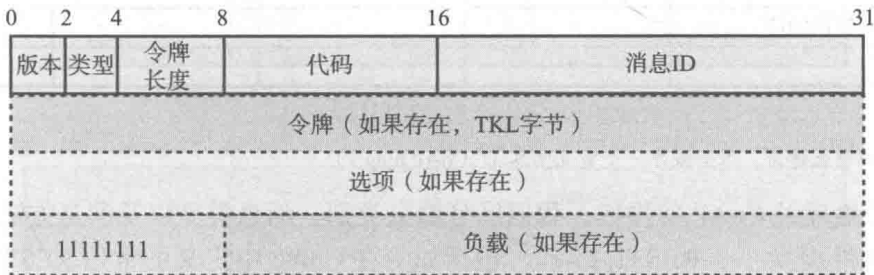 0 2 4 8 16 31
版本 类型 令牌长度 代码 消息ID
令牌（如果存在，TKL字节）
选项（如果存在）
11111111 负载（如果存在）